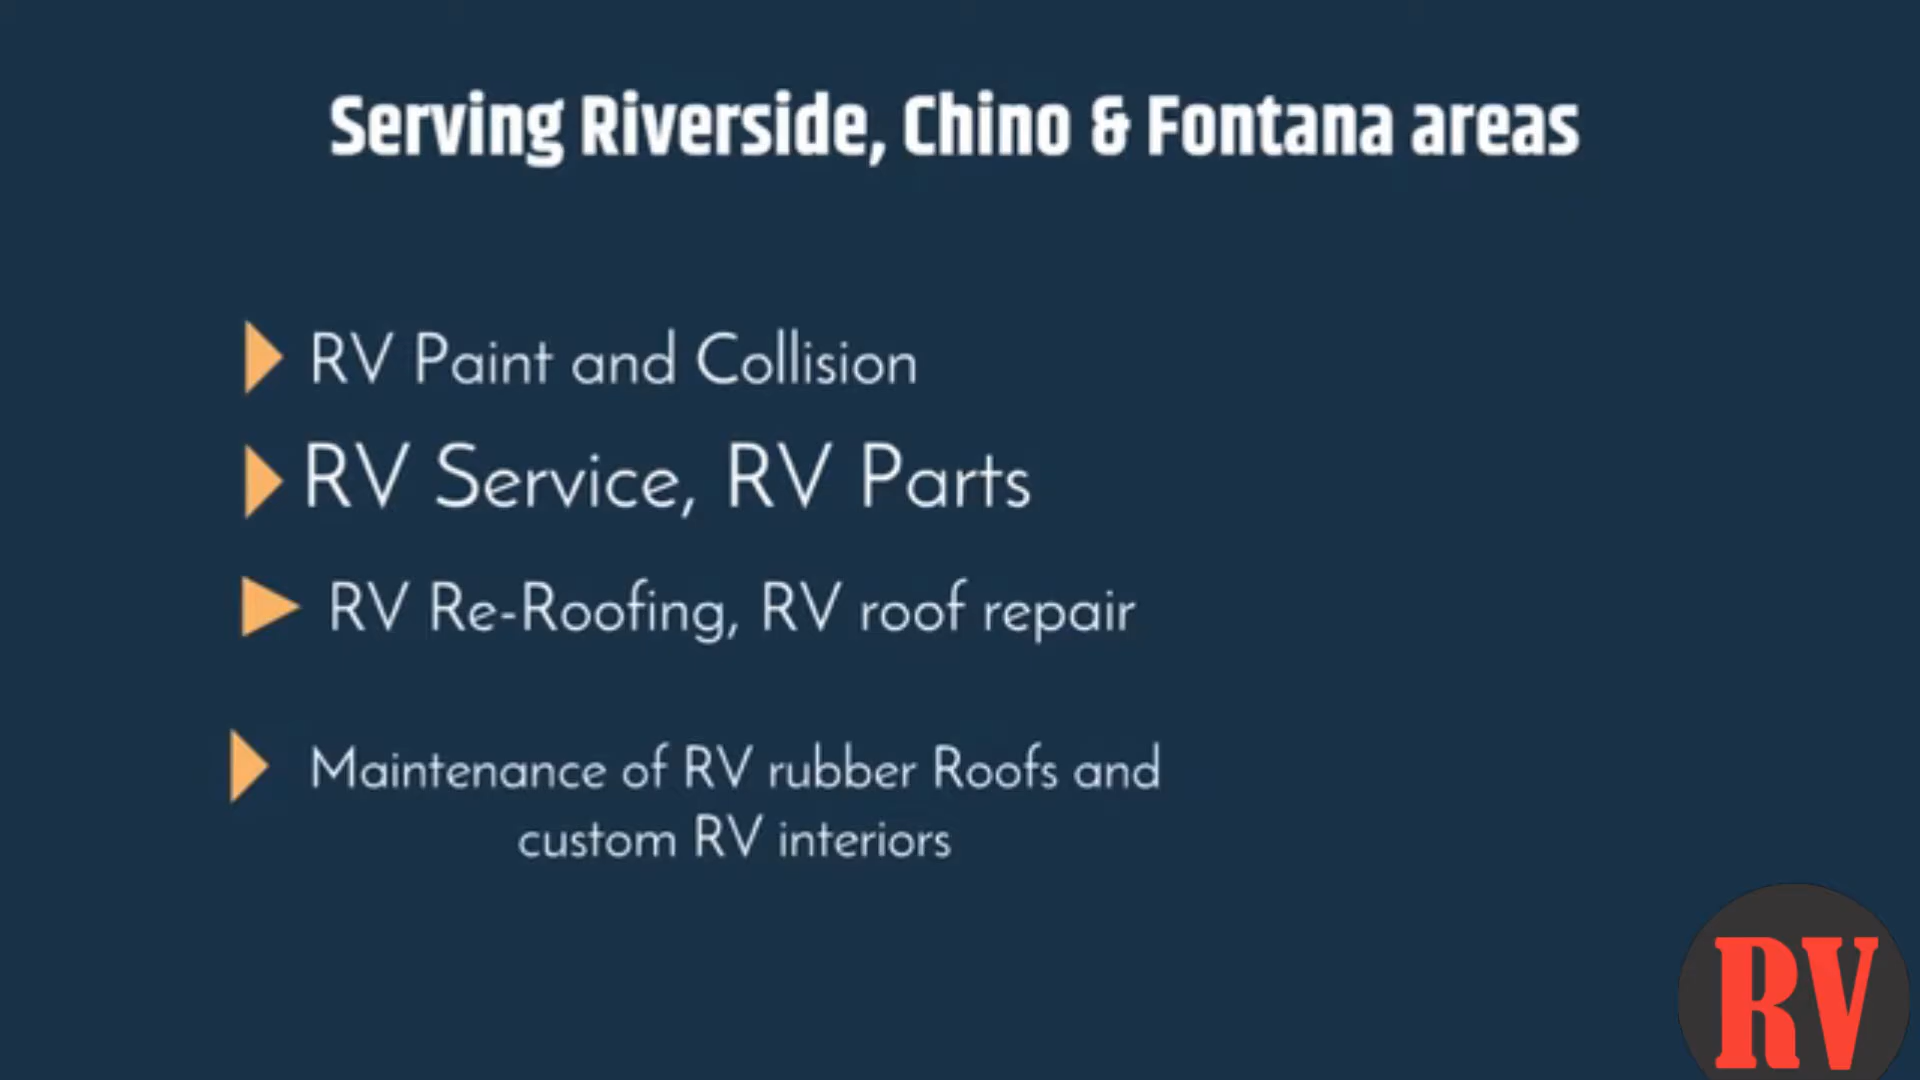 Serving Riverside, Chino & Fontana areas
RV Paint and Collision
RV Service, RV Parts
RV Re-Roofing, RV roof repair
Maintenance of RV rubber Roofs and
custom RV interiors
RV